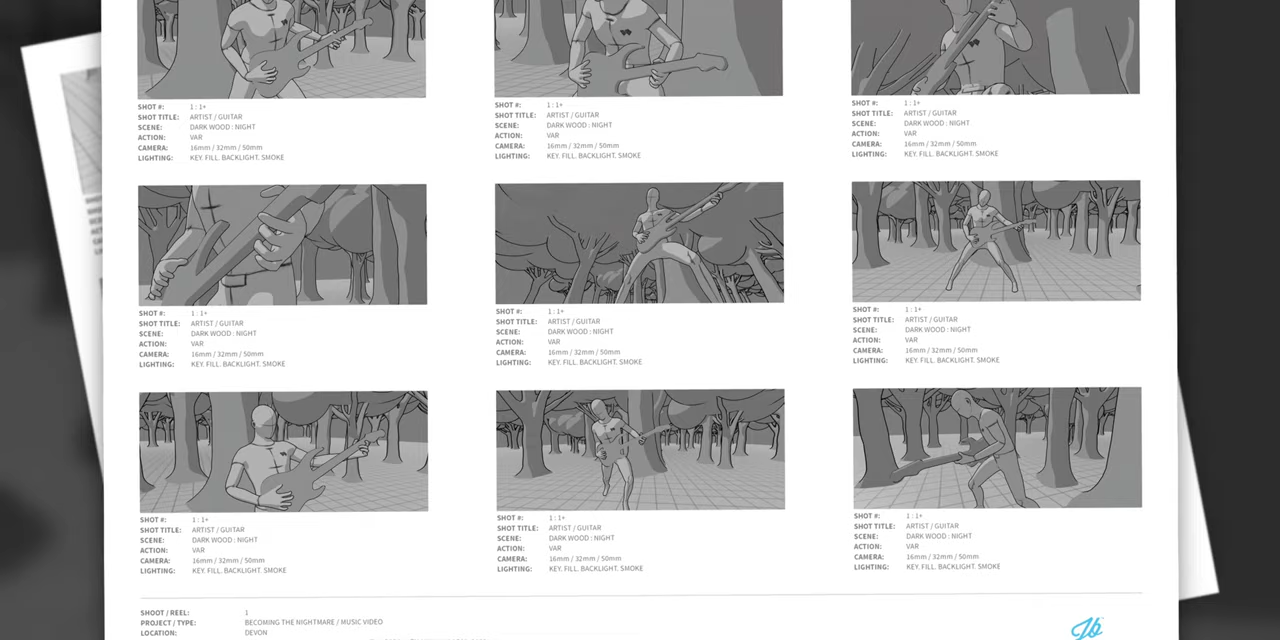 SHOT #: 1 : 1+
SHOT TITLE: ARTIST / GUITAR
SCENE: DARK WOOD : NIGHT
ACTION: VAR
CAMERA: 16mm / 32mm / 50mm
LIGHTING: KEY. FILL. BACKLIGHT. SMOKE
SHOT #: 1 : 1+
SHOT TITLE: ARTIST / GUITAR
SCENE: DARK WOOD : NIGHT
ACTION: VAR
CAMERA: 16mm / 32mm / 50mm
LIGHTING: KEY. FILL. BACKLIGHT. SMOKE
SHOT #: 1 : 1+
SHOT TITLE: ARTIST / GUITAR
SCENE: DARK WOOD : NIGHT
ACTION: VAR
CAMERA: 16mm / 32mm / 50mm
LIGHTING: KEY. FILL. BACKLIGHT. SMOKE
SHOT #: 1 : 1+
SHOT TITLE: ARTIST / GUITAR
SCENE: DARK WOOD : NIGHT
ACTION: VAR
CAMERA: 16mm / 32mm / 50mm
LIGHTING: KEY. FILL. BACKLIGHT. SMOKE
SHOT #: 1 : 1+
SHOT TITLE: ARTIST / GUITAR
SCENE: DARK WOOD : NIGHT
ACTION: VAR
CAMERA: 16mm / 32mm / 50mm
LIGHTING: KEY. FILL. BACKLIGHT. SMOKE
SHOT #: 1 : 1+
SHOT TITLE: ARTIST / GUITAR
SCENE: DARK WOOD : NIGHT
ACTION: VAR
CAMERA: 16mm / 32mm / 50mm
LIGHTING: KEY. FILL. BACKLIGHT. SMOKE
SHOT #: 1 : 1+
SHOT TITLE: ARTIST / GUITAR
SCENE: DARK WOOD : NIGHT
ACTION: VAR
CAMERA: 16mm / 32mm / 50mm
LIGHTING: KEY. FILL. BACKLIGHT. SMOKE
SHOT #: 1 : 1+
SHOT TITLE: ARTIST / GUITAR
SCENE: DARK WOOD : NIGHT
ACTION: VAR
CAMERA: 16mm / 32mm / 50mm
LIGHTING: KEY. FILL. BACKLIGHT. SMOKE
SHOT #: 1 : 1+
SHOT TITLE: ARTIST / GUITAR
SCENE: DARK WOOD : NIGHT
ACTION: VAR
CAMERA: 16mm / 32mm / 50mm
LIGHTING: KEY. FILL. BACKLIGHT. SMOKE
SHOOT / REEL: 1
PROJECT / TYPE: BECOMING THE NIGHTMARE / MUSIC VIDEO
LOCATION: DEVON